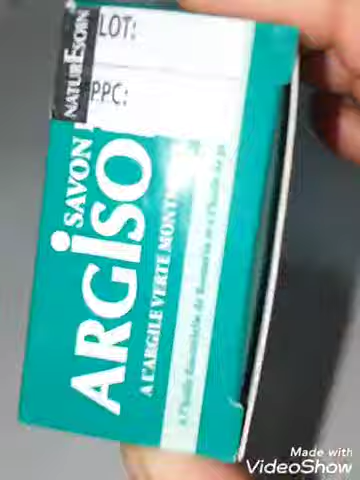 NATURESOIN
LOT:
PPC:
SAVON
ARGISO
A L'ARGILE VERTE MONT
Made with
VideoShow